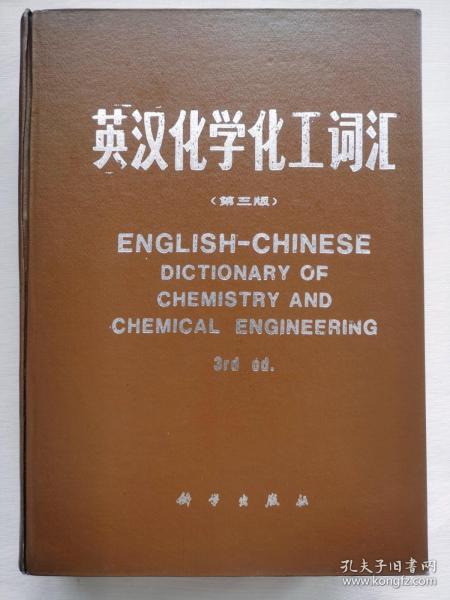 英汉化学化工词汇
（第三版）
ENGLISH-CHINESE
DICTIONARY OF
CHEMISTRY AND
CHEMICAL ENGINEERING
3rd ed.
科学出版社
孔夫子旧书网
www.kongfz.com